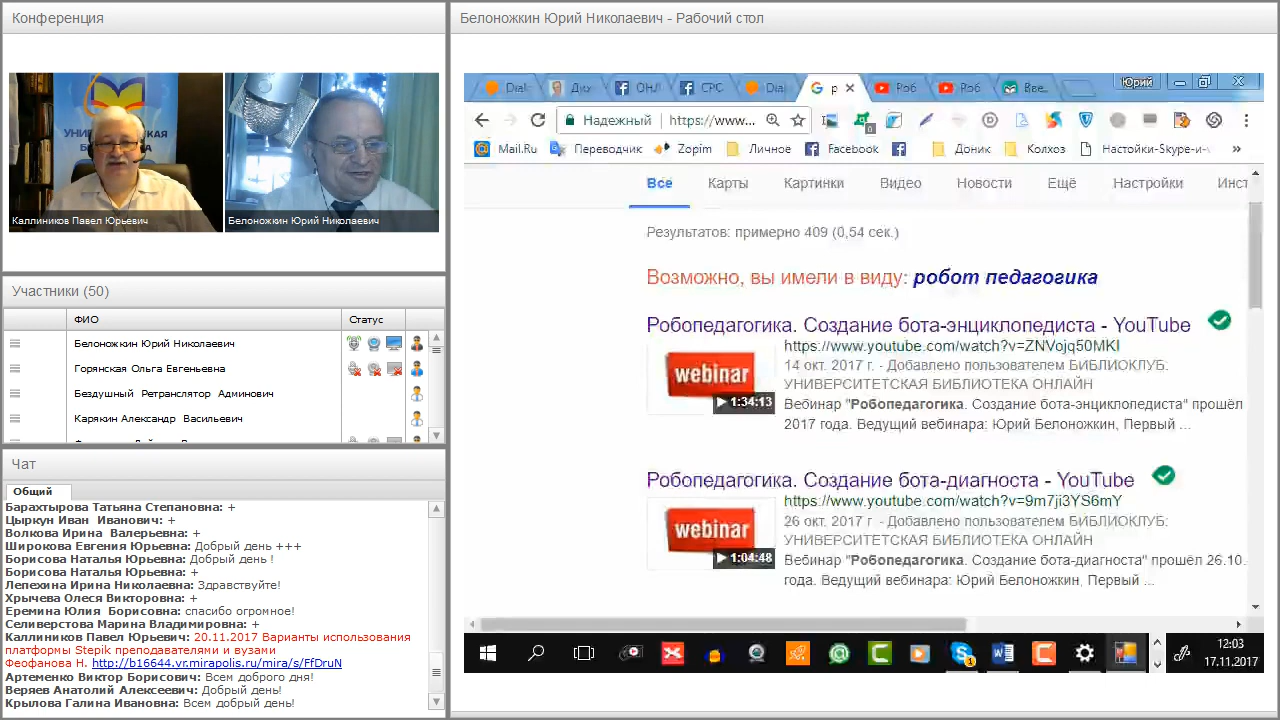 Конференция
Каллиников Павел Юрьевич
Белоножкин Юрий Николаевич
Участники (50)
ФИО
Статус
Белоножкин Юрий Николаевич
Горянская Ольга Евгеньевна
Бездушный Ретранслятор Админович
Карякин Александр Васильевич
Чат
Общий
Барахтырова Татьяна Степановна: +
Цыркун Иван Иванович: +
Волкова Ирина Валерьевна: +
Широкова Евгения Юрьевна: Добрый день +++
Борисова Наталья Юрьевна: Добрый день !
Борисова Наталья Юрьевна: +
Лепехина Ирина Николаевна: Здравствуйте!
Хрычева Олеся Викторовна: +
Еремина Юлия Борисовна: спасибо огромное!
Селиверстова Марина Владимировна: +
Каллиников Павел Юрьевич: 20.11.2017 Варианты использования
платформы Stepik преподавателями и вузами
Феофанова Н. http://b16644.vr.mirapolis.ru/mira/s/FfDruN
Артеменко Виктор Борисович: Всем доброго дня!
Веряев Анатолий Алексеевич: Добрый день!
Крылова Галина Ивановна: Всем добрый день!
Белоножкин Юрий Николаевич - Рабочий стол
Dial
ОНЛ
СРС
Dial
р
Роб
Роб
Вве
Юрий
Надежный
https://www...
0
Mail.Ru
Переводчик
Zopim
Личное
Facebook
Доник
Колхоз
Настойки-Skype-и-
»
Все
Карты
Картинки
Видео
Новости
Ещё
Настройки
Инст
Результатов: примерно 409 (0,54 сек.)
Возможно, вы имели в виду: робот педагогика
Робопедагогика. Создание бота-энциклопедиста - YouTube
https://www.youtube.com/watch?v=ZNVojq50MKI
webinar
1:34:13
14 окт. 2017 г. - Добавлено пользователем БИБЛИОКЛУБ:
УНИВЕРСИТЕТСКАЯ БИБЛИОТЕКА ОНЛАЙН
Вебинар "Робопедагогика. Создание бота-энциклопедиста" прошёл
2017 года. Ведущий вебинара: Юрий Белоножкин, Первый ...
Робопедагогика. Создание бота-диагноста - YouTube
https://www.youtube.com/watch?v=9m7ji3YS6mY
webinar
1:04:48
26 окт. 2017 г. - Добавлено пользователем БИБЛИОКЛУБ:
УНИВЕРСИТЕТСКАЯ БИБЛИОТЕКА ОНЛАЙН
Вебинар "Робопедагогика. Создание бота-диагноста" прошёл 26.10.
года. Ведущий вебинара: Юрий Белоножкин, Первый ...
1
12:03
17.11.2017